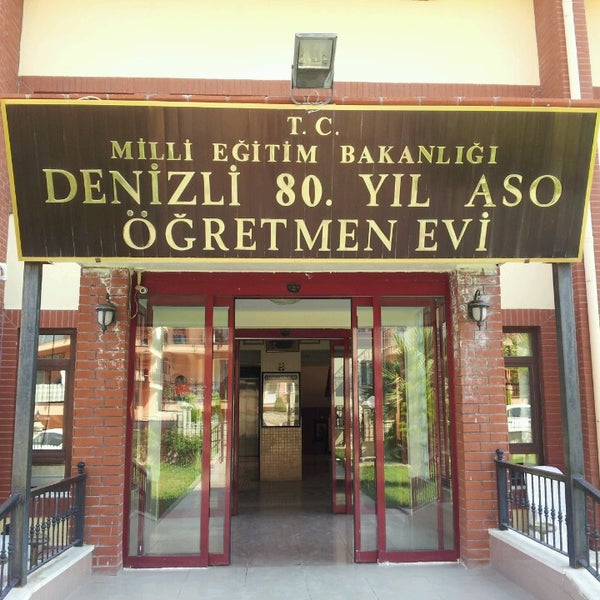 T. C.
MİLLİ EĞİTİM BAKANLIĞI
DENİZLİ 80. YIL ASO
ÖĞRETMEN EVİ